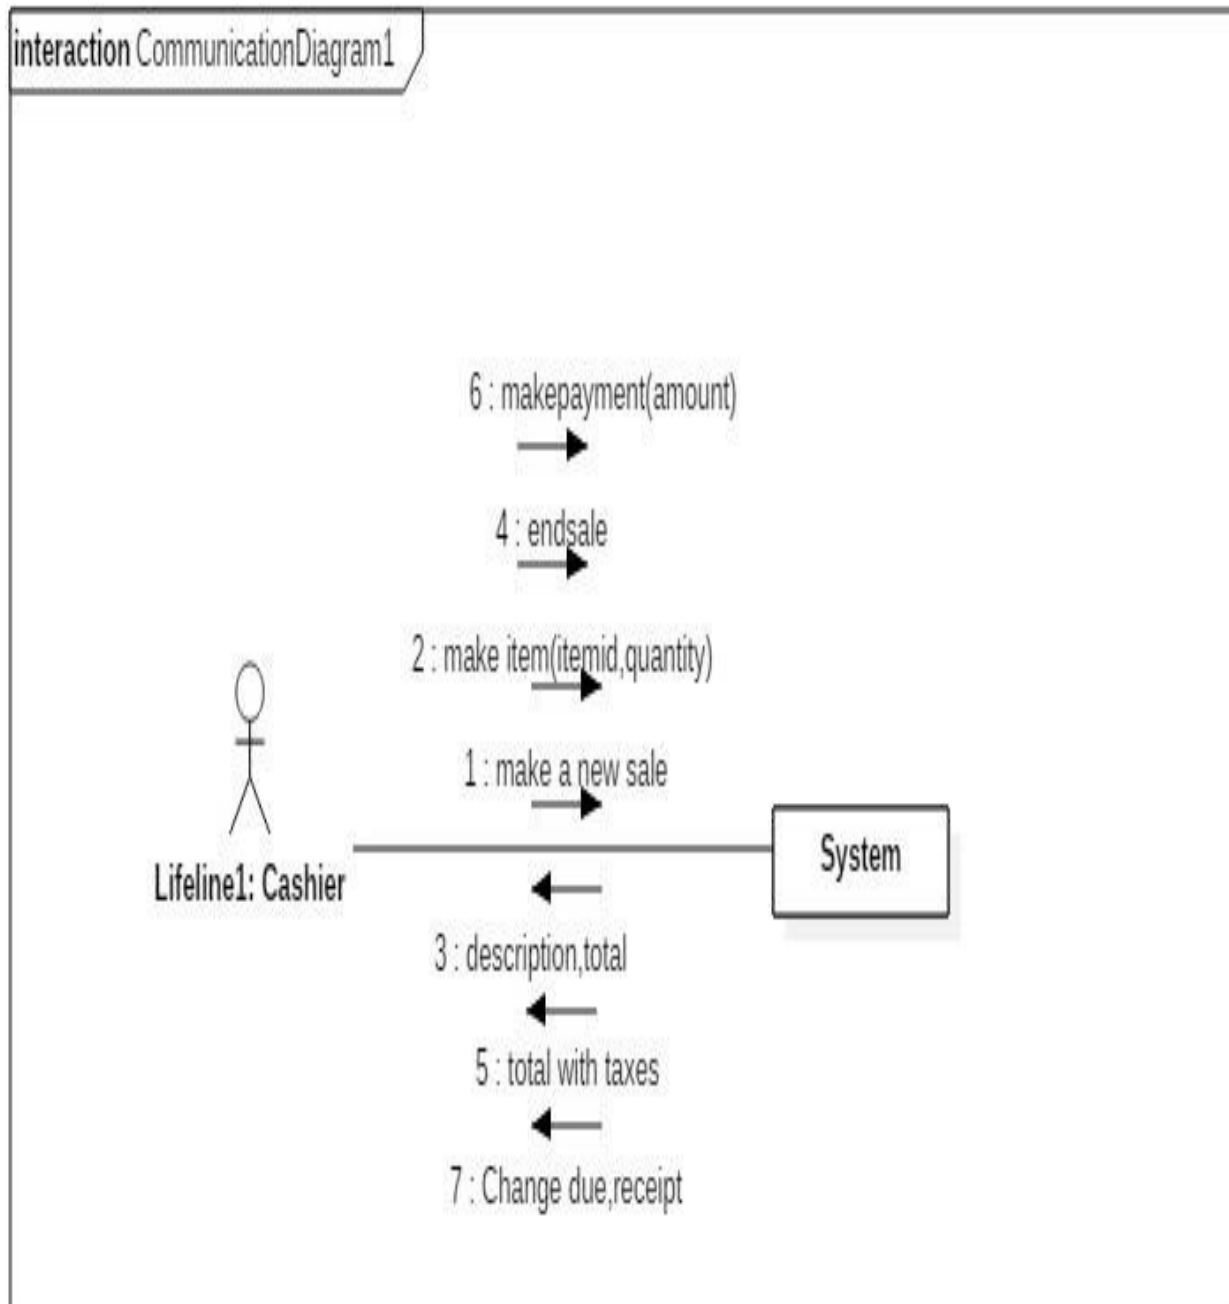 interaction CommunicationDiagram1
6 : makepayment(amount)
4 : endsale
2 : make item(itemid,quantity)
1 : make a new sale
System
Lifeline1: Cashier
3 : description,total
5 : total with taxes
7 : Change due,receipt